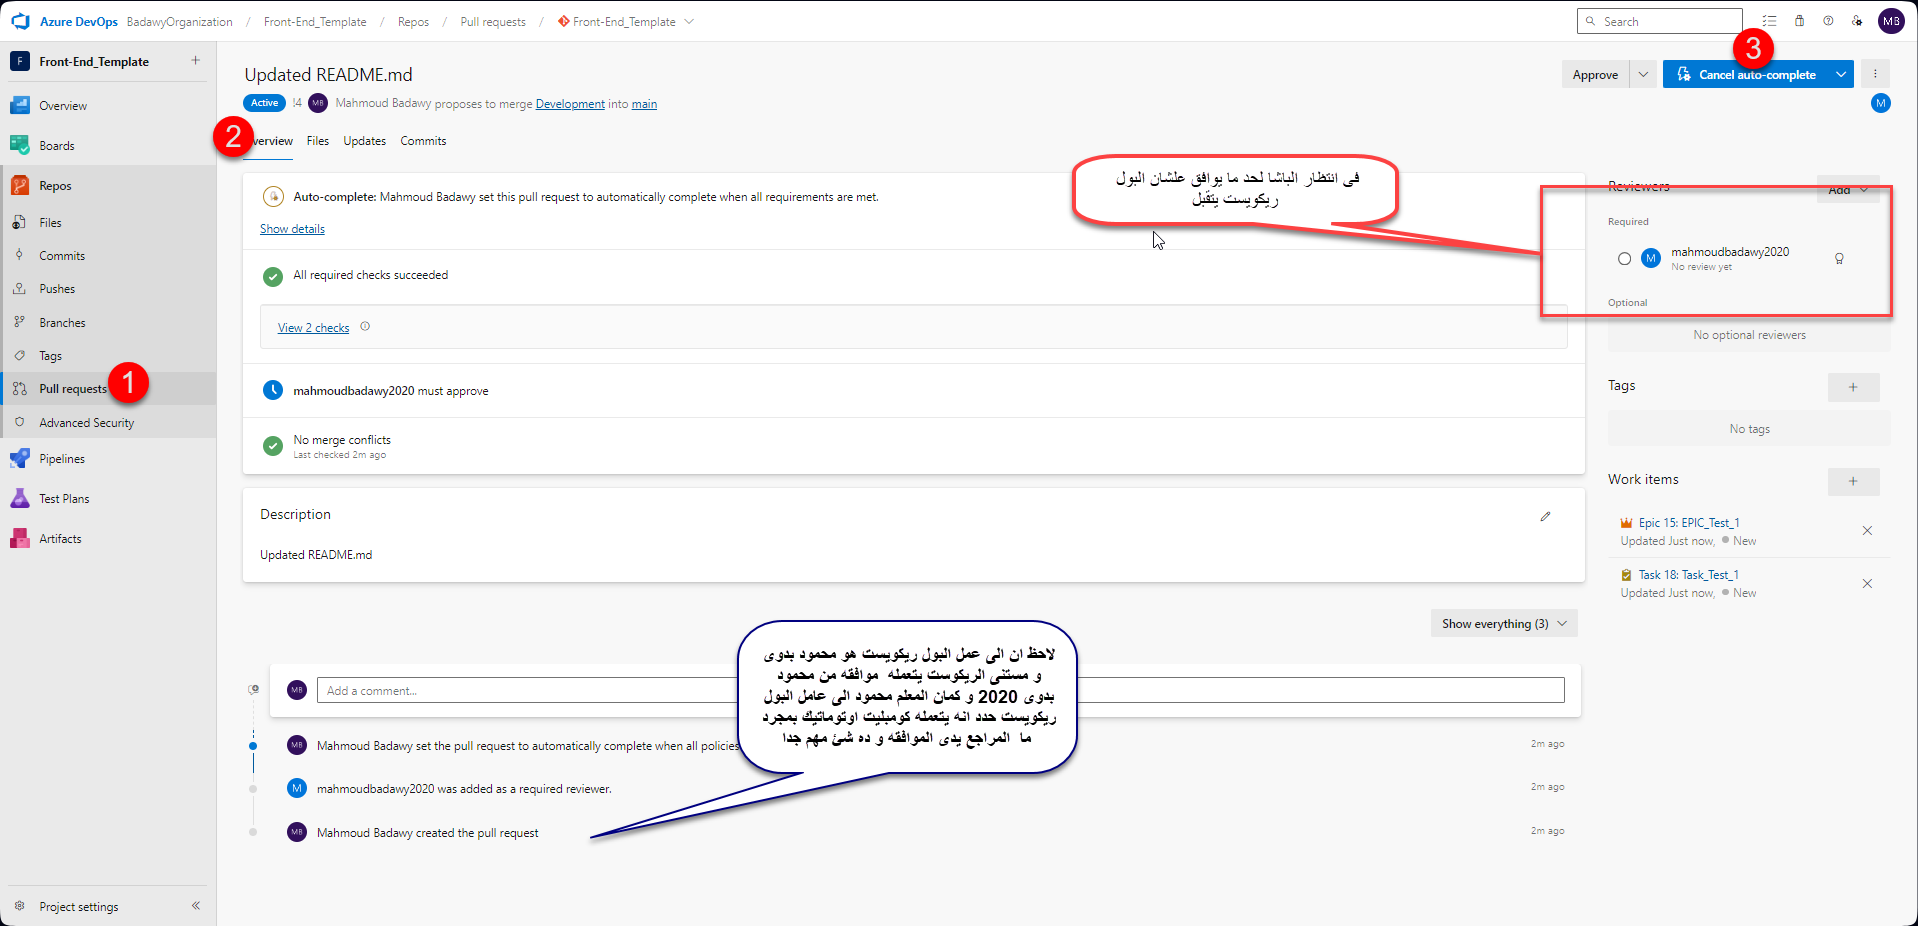 Azure DevOps BadawyOrganization / Front-End_Template / Repos / Pull requests / Front-End_Template
Search
MB
F Front-End_Template +
Overview
Boards
Repos
Files
Commits
Pushes
Branches
Tags
Pull requests
1
Advanced Security
Pipelines
Test Plans
Artifacts
Project settings
Updated README.md
3
Approve
Cancel auto-complete
Active !4 MB Mahmoud Badawy proposes to merge Development into main
M
2
verview Files Updates Commits
Auto-complete: Mahmoud Badawy set this pull request to automatically complete when all requirements are met.
Show details
All required checks succeeded
View 2 checks
mahmoudbadawy2020 must approve
No merge conflicts
Last checked 2m ago
فى انتظار الباشا لحد ما يوافق علشان البول
ريكويست يتقبل
Description
Updated README.md
Show everything (3)
MB Add a comment...
لاحظ ان الى عمل البول ريكويست هو محمود بدوى
و مستنى الريكوست يتعمله موافقه من محمود
بدوى 2020 و كمان المعلم محمود الى عامل البول
ريكويست حدد انه يتعمله كومبليت اوتوماتيك بمجرد
ما المراجع يدى الموافقه و ده شئ مهم جدا
MB Mahmoud Badawy set the pull request to automatically complete when all policies
2m ago
M mahmoudbadawy2020 was added as a required reviewer.
2m ago
MB Mahmoud Badawy created the pull request
2m ago
Reviewers
Add
Required
M mahmoudbadawy2020
No review yet
Optional
No optional reviewers
Tags +
No tags
Work items +
Epic 15: EPIC_Test_1
Updated Just now, New
Task 18: Task_Test_1
Updated Just now, New